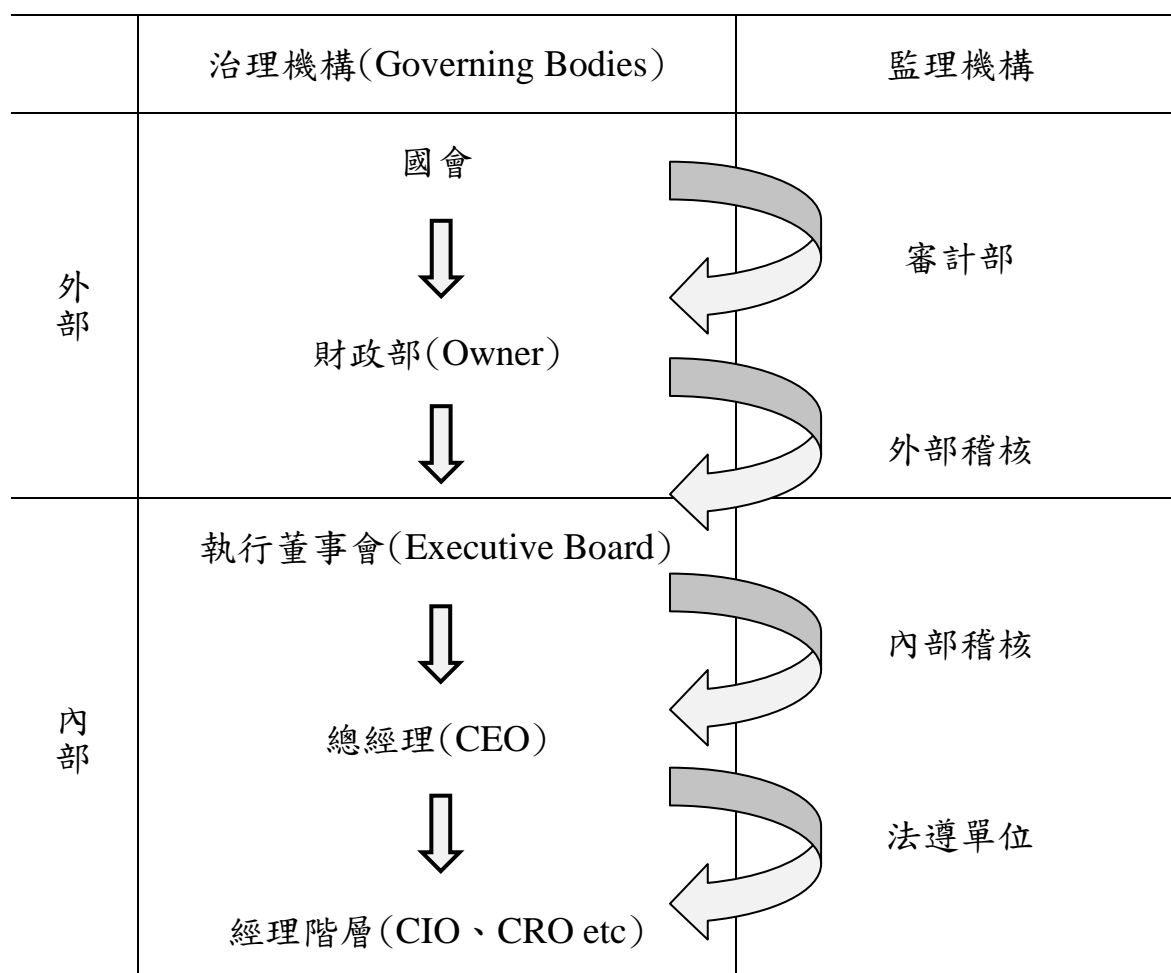 治理機構(Governing Bodies)
監理機構
外部
國會
審計部
財政部(Owner)
外部稽核
內部
執行董事會(Executive Board)
內部稽核
總經理(CEO)
法遵單位
經理階層(CIO、CRO etc)